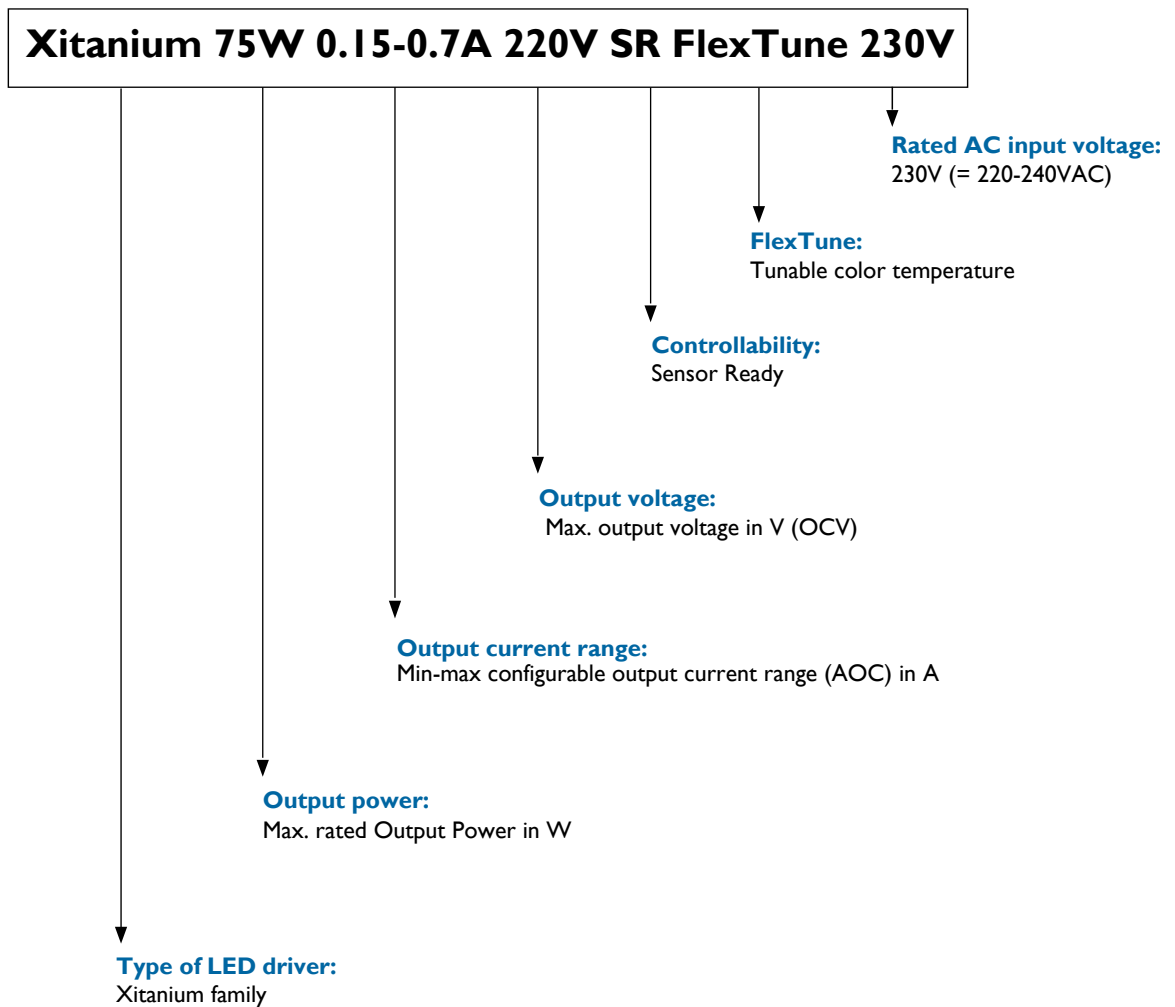 Xitanium 75W 0.15-0.7A 220V SR FlexTune 230V
Rated AC input voltage:
230V (= 220-240VAC)
FlexTune:
Tunable color temperature
Controllability:
Sensor Ready
Output voltage:
Max. output voltage in V (OCV)
Output current range:
Min-max configurable output current range (AOC) in A
Output power:
Max. rated Output Power in W
Type of LED driver:
Xitanium family